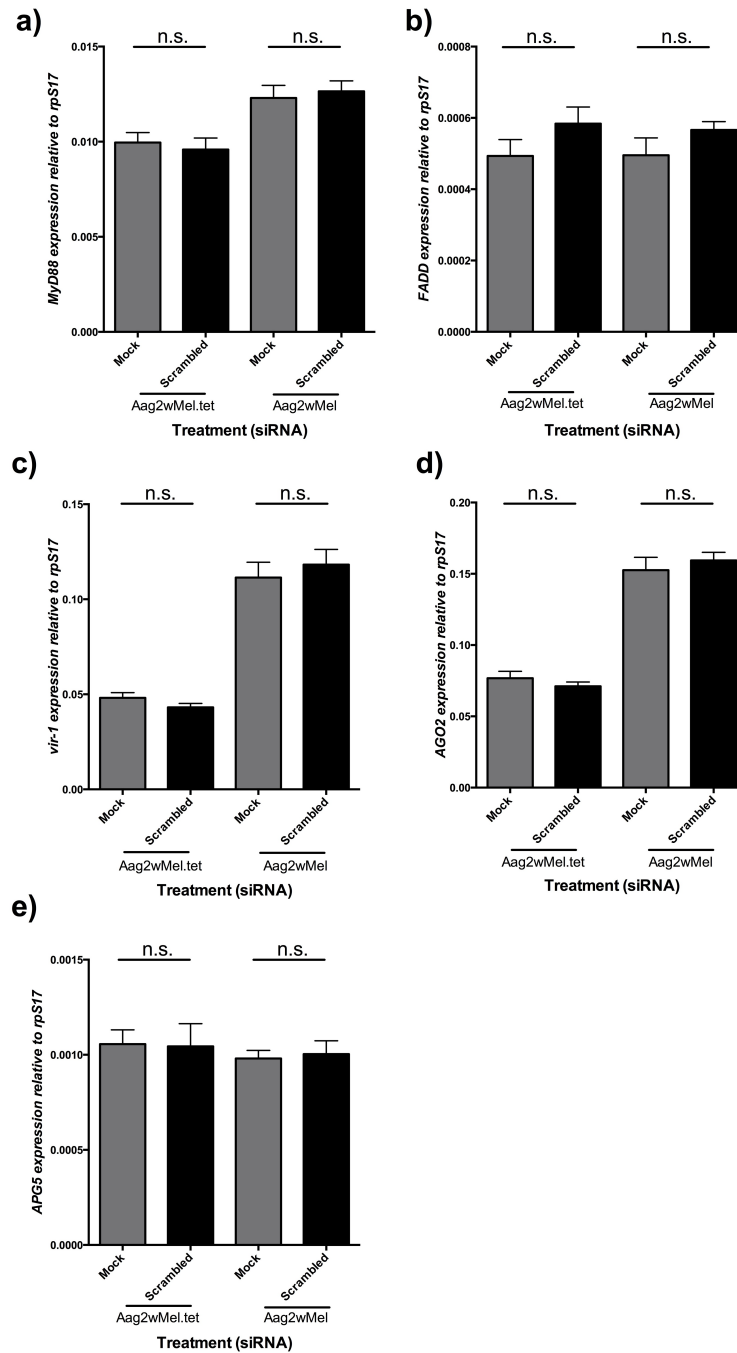 a)
n.s. n.s.
MyD88 expression relative to rpS17
0.015
0.010
0.005
0.000
Mock Scrambled Mock Scrambled
Aag2wMel.tet Aag2wMel
Treatment (siRNA)
b)
n.s. n.s.
FADD expression relative to rpS17
0.0008
0.0006
0.0004
0.0002
0.0000
Mock Scrambled Mock Scrambled
Aag2wMel.tet Aag2wMel
Treatment (siRNA)
c)
n.s. n.s.
vir-1 expression relative to rpS17
0.15
0.10
0.05
0.00
Mock Scrambled Mock Scrambled
Aag2wMel.tet Aag2wMel
Treatment (siRNA)
d)
n.s. n.s.
AGO2 expression relative to rpS17
0.20
0.15
0.10
0.05
0.00
Mock Scrambled Mock Scrambled
Aag2wMel.tet Aag2wMel
Treatment (siRNA)
e)
n.s. n.s.
APG5 expression relative to rpS17
0.0015
0.0010
0.0005
0.0000
Mock Scrambled Mock Scrambled
Aag2wMel.tet Aag2wMel
Treatment (siRNA)